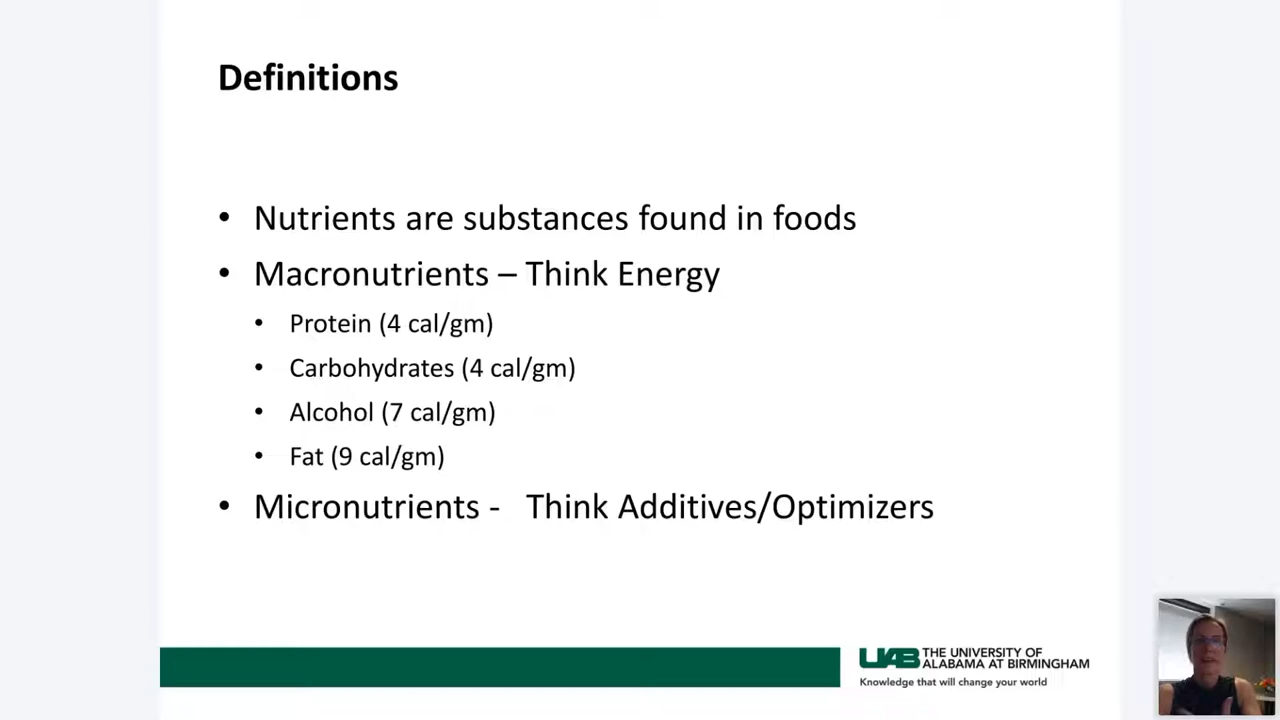 Definitions
• Nutrients are substances found in foods
• Macronutrients – Think Energy
• Protein (4 cal/gm)
• Carbohydrates (4 cal/gm)
• Alcohol (7 cal/gm)
• Fat (9 cal/gm)
• Micronutrients - Think Additives/Optimizers
UAB THE UNIVERSITY OF
ALABAMA AT BIRMINGHAM
Knowledge that will change your world